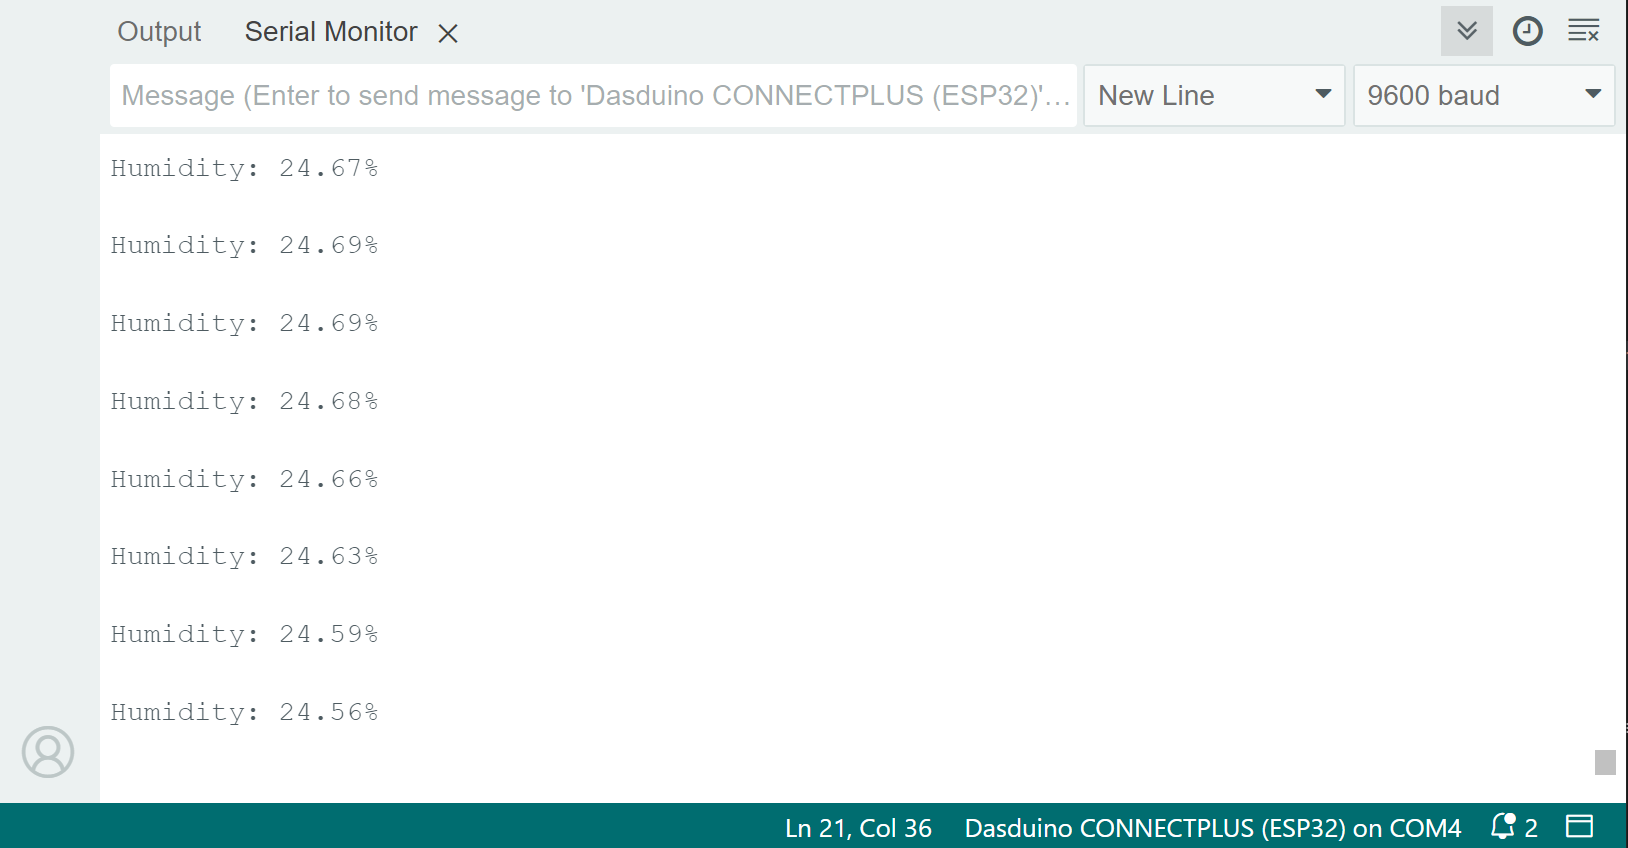 Output Serial Monitor
Message (Enter to send message to 'Dasduino CONNECTPLUS (ESP32)'... New Line 9600 baud
Humidity: 24.67%
Humidity: 24.69%
Humidity: 24.69%
Humidity: 24.68%
Humidity: 24.66%
Humidity: 24.63%
Humidity: 24.59%
Humidity: 24.56%
Ln 21, Col 36 Dasduino CONNECTPLUS (ESP32) on COM4 2